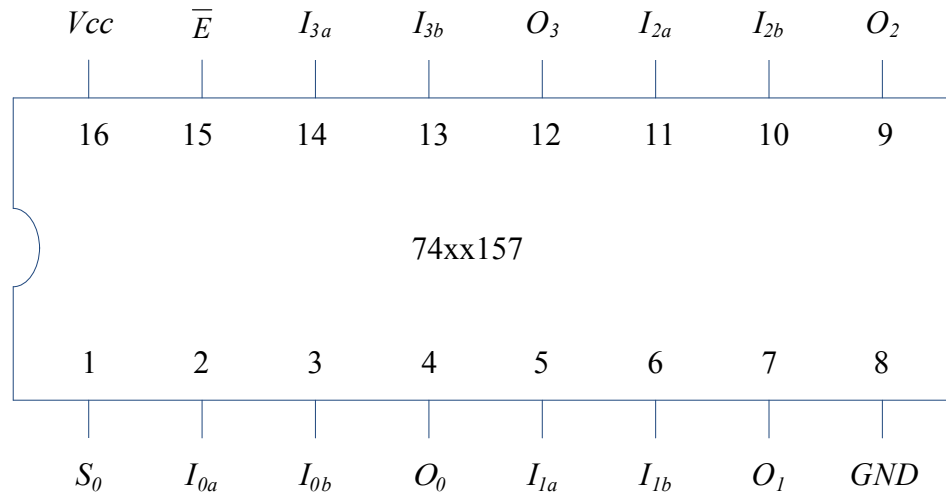 Vcc E̅ I3a I3b O3 I2a I2b O2
16 15 14 13 12 11 10 9
74xx157
1 2 3 4 5 6 7 8
S0 I0a I0b O0 I1a I1b O1 GND